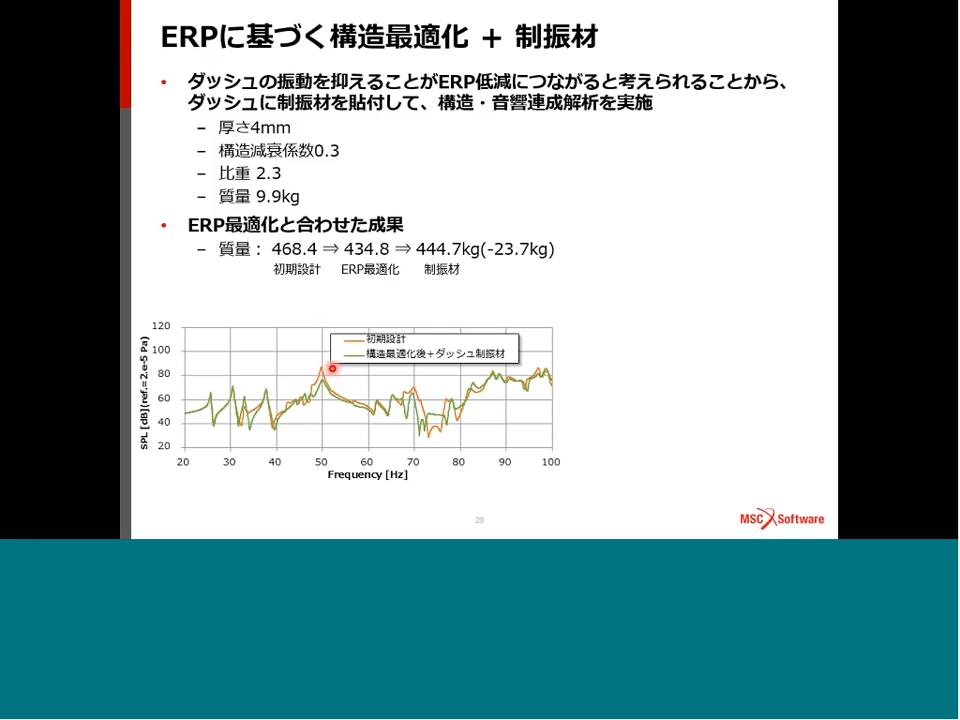 ERPに基づく構造最適化 ＋ 制振材
• ダッシュの振動を抑えることがERP低減につながると考えられることから、
ダッシュに制振材を貼付して、構造・音響連成解析を実施
– 厚さ4mm
– 構造減衰係数0.3
– 比重 2.3
– 質量 9.9kg
• ERP最適化と合わせた成果
– 質量： 468.4 ⇒ 434.8 ⇒ 444.7kg(-23.7kg)
初期設計 ERP最適化 制振材
初期設計
構造最適化後＋ダッシュ制振材
SPL [dB](ref.=2.e-5 Pa)
120
100
80
60
40
20
20 30 40 50 60 70 80 90 100
Frequency [Hz]
29
MSC Software